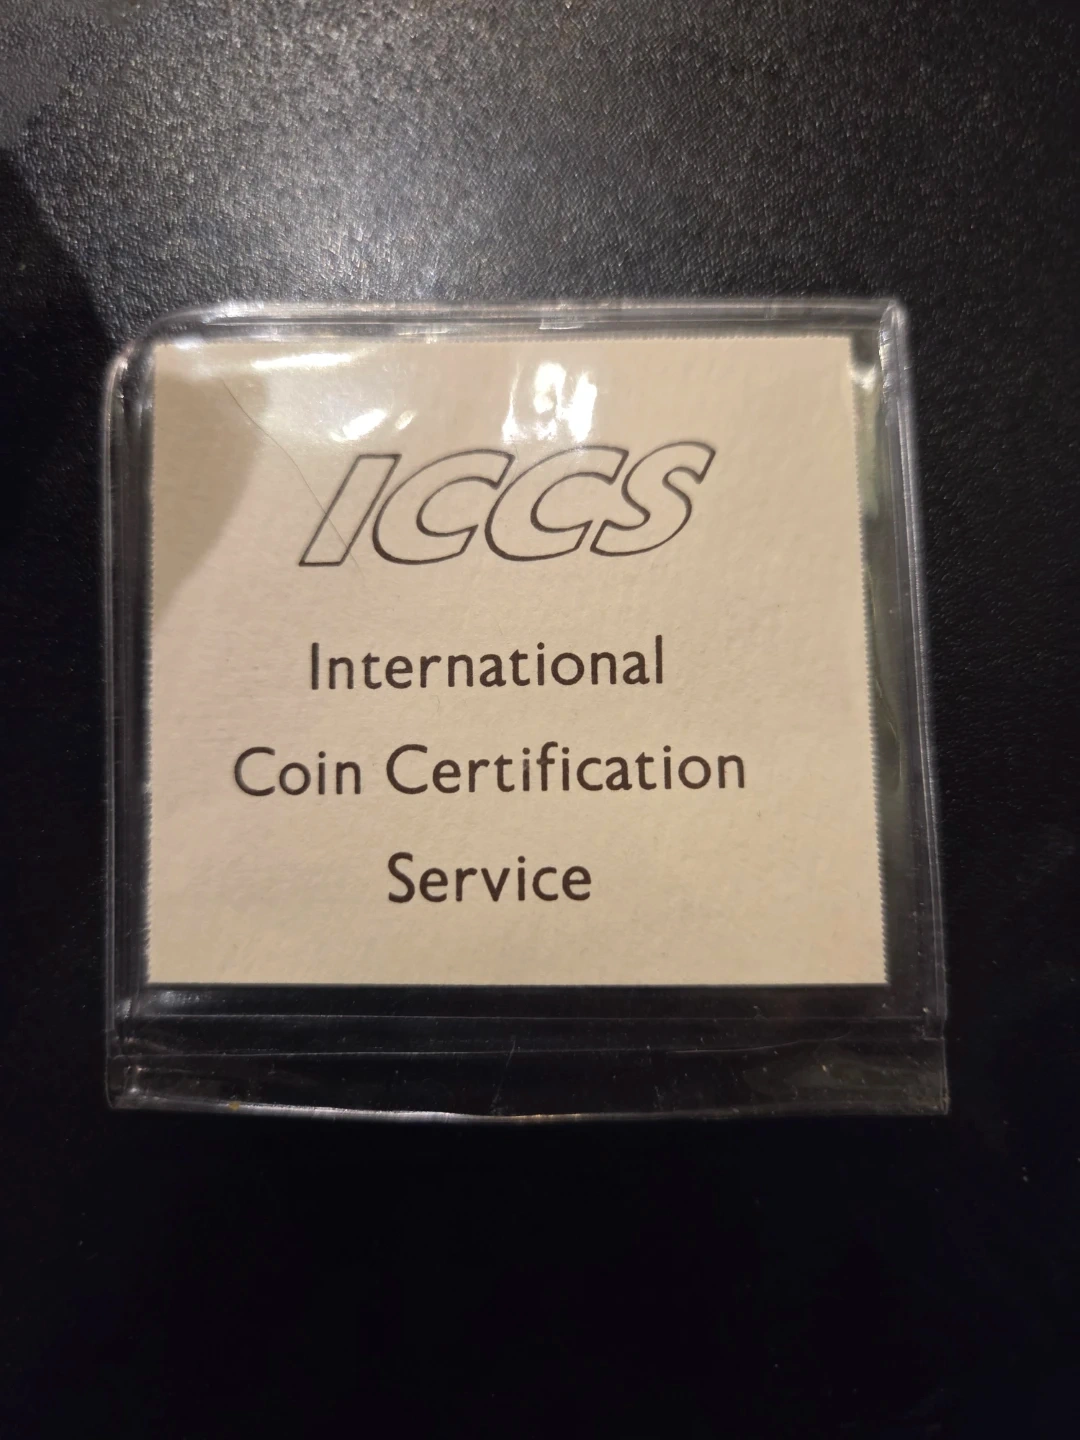 ICCS
International
Coin Certification
Service